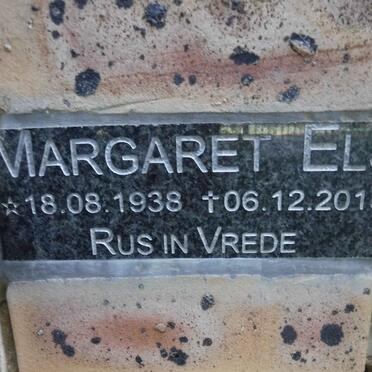 MARGARET
☆18.08.1938 ✝06.12.201
RUS IN VREDE